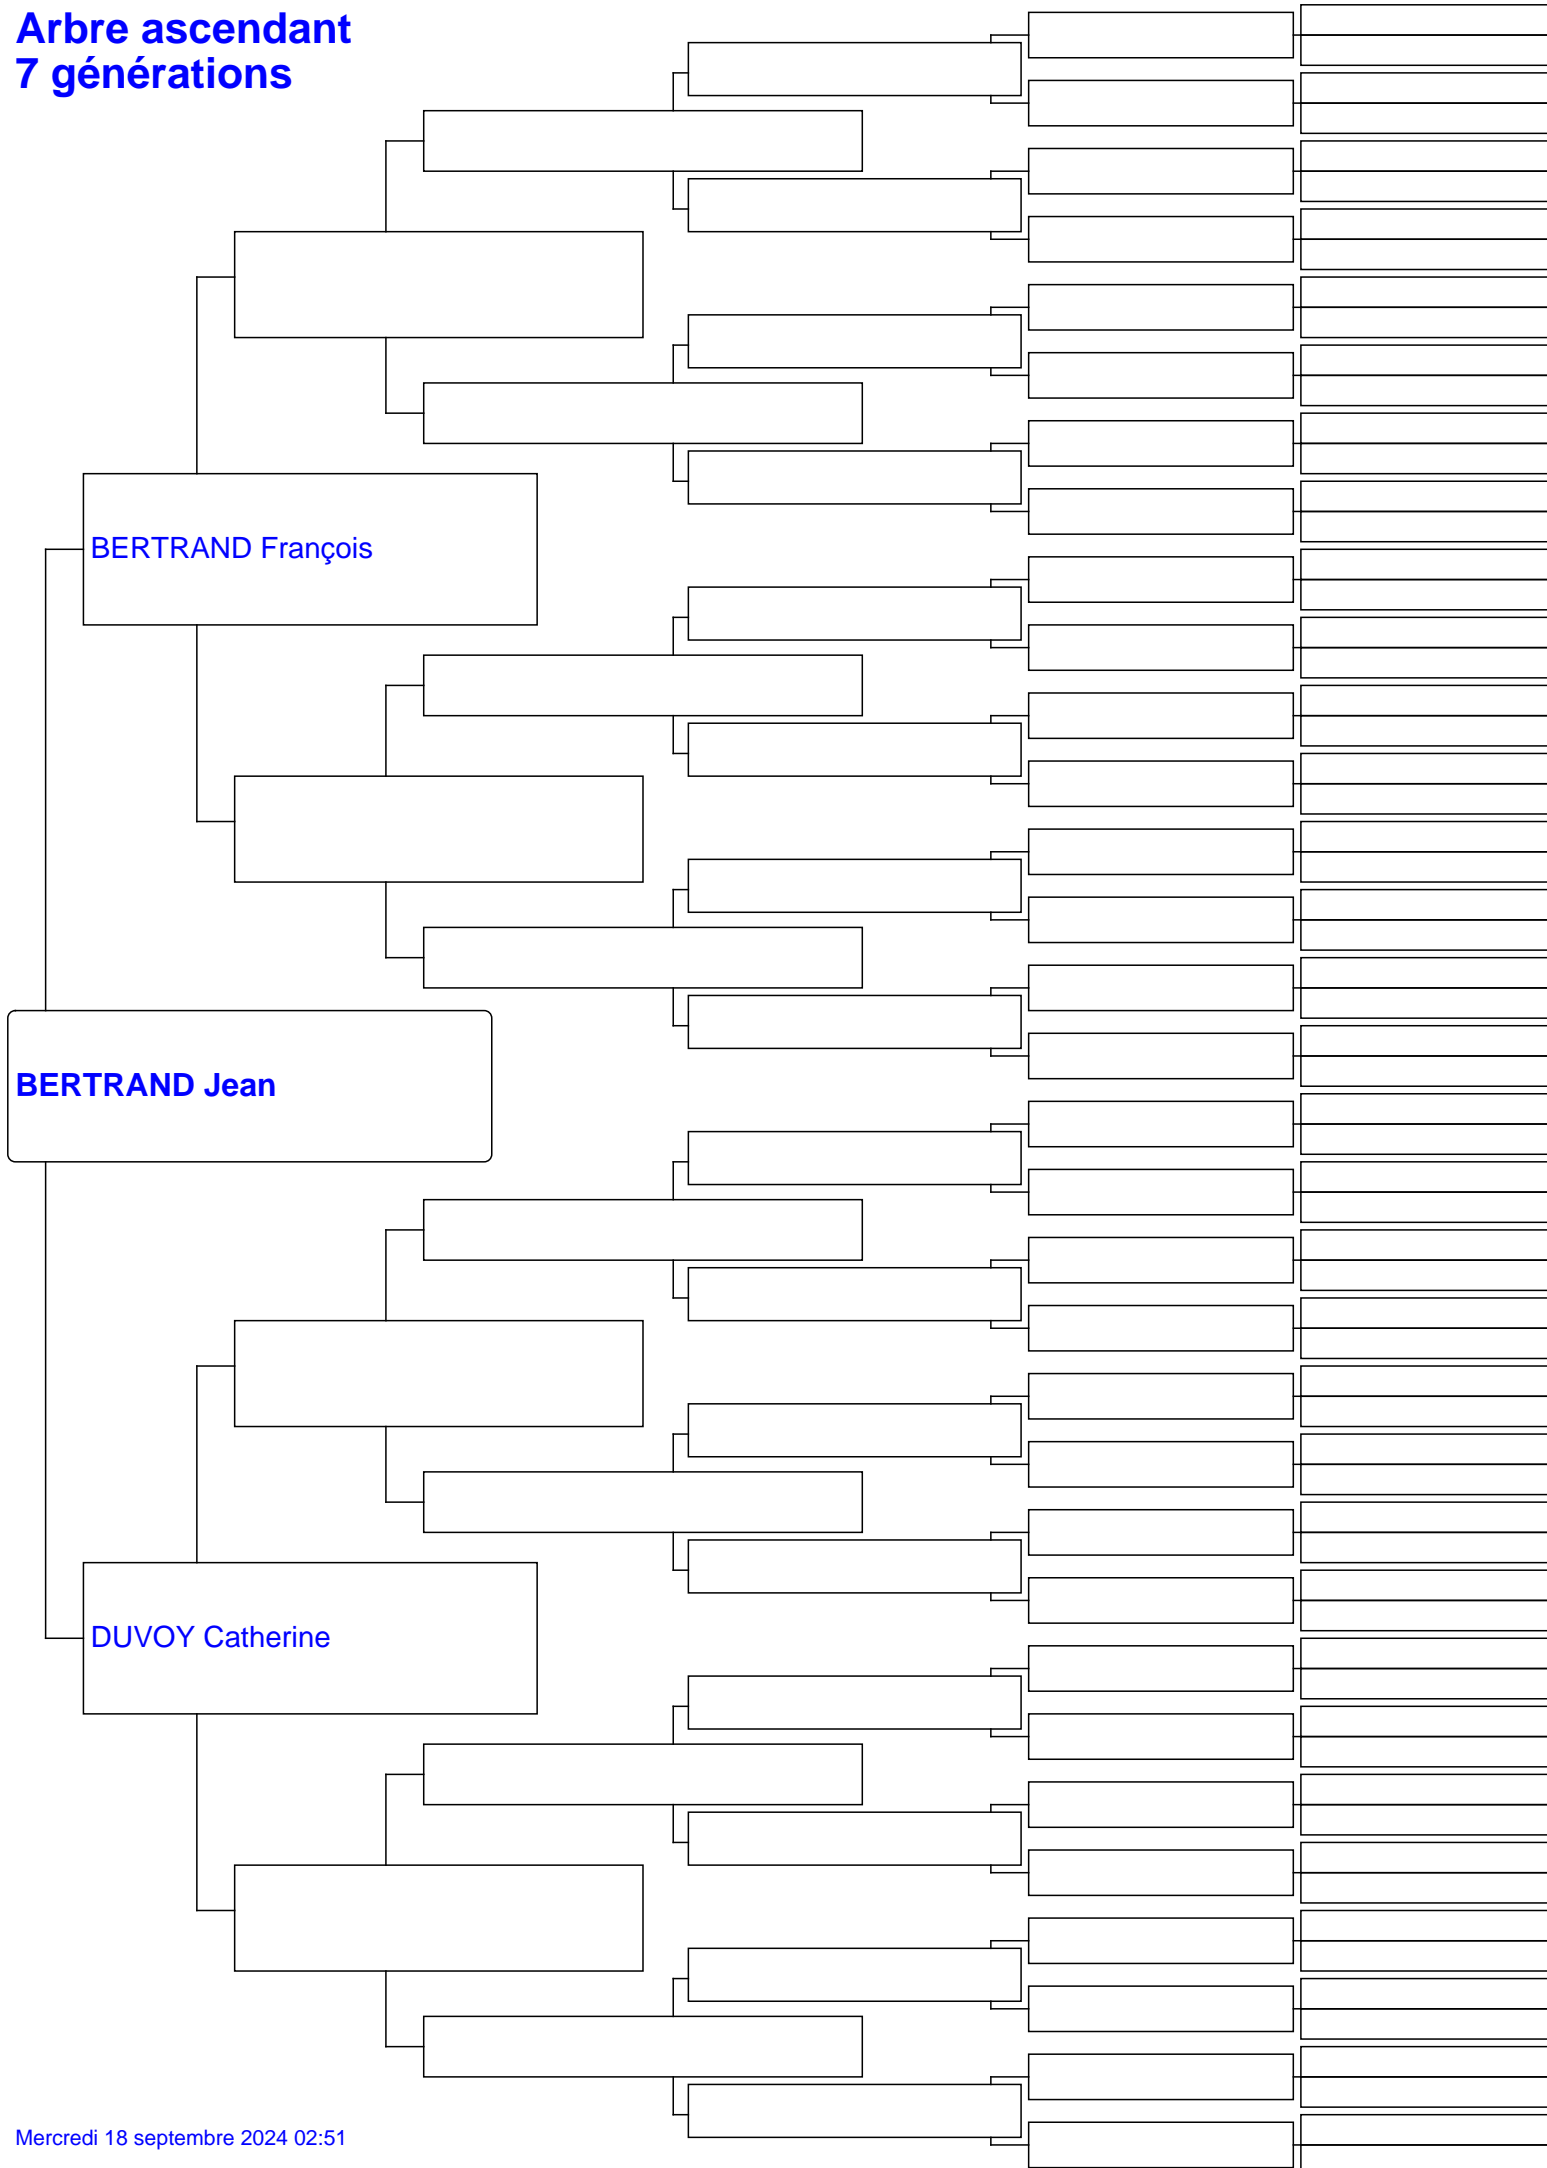 Arbre ascendant
7 générations
BERTRAND François
BERTRAND Jean
DUVOY Catherine
Mercredi 18 septembre 2024 02:51